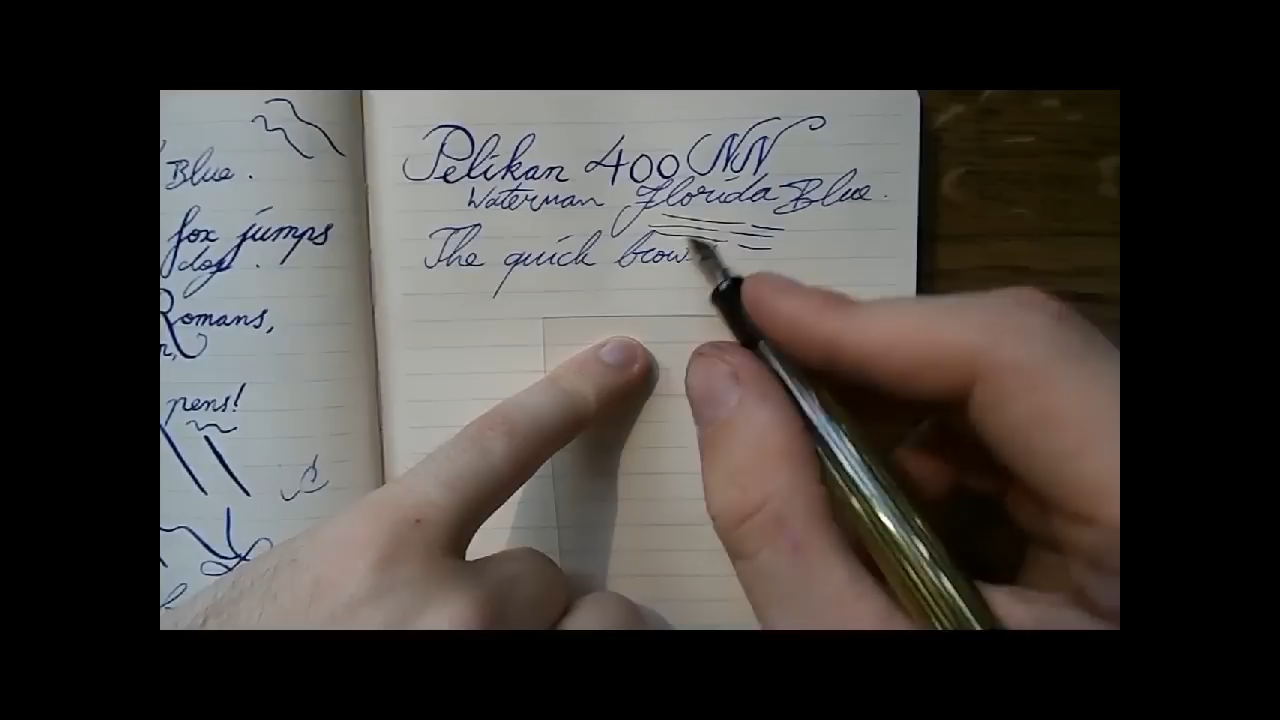 Blue.
fox jumps
dog.
Romans,
pens!
Pelikan 400 NN
Waterman Florida Blue.
The quick brow